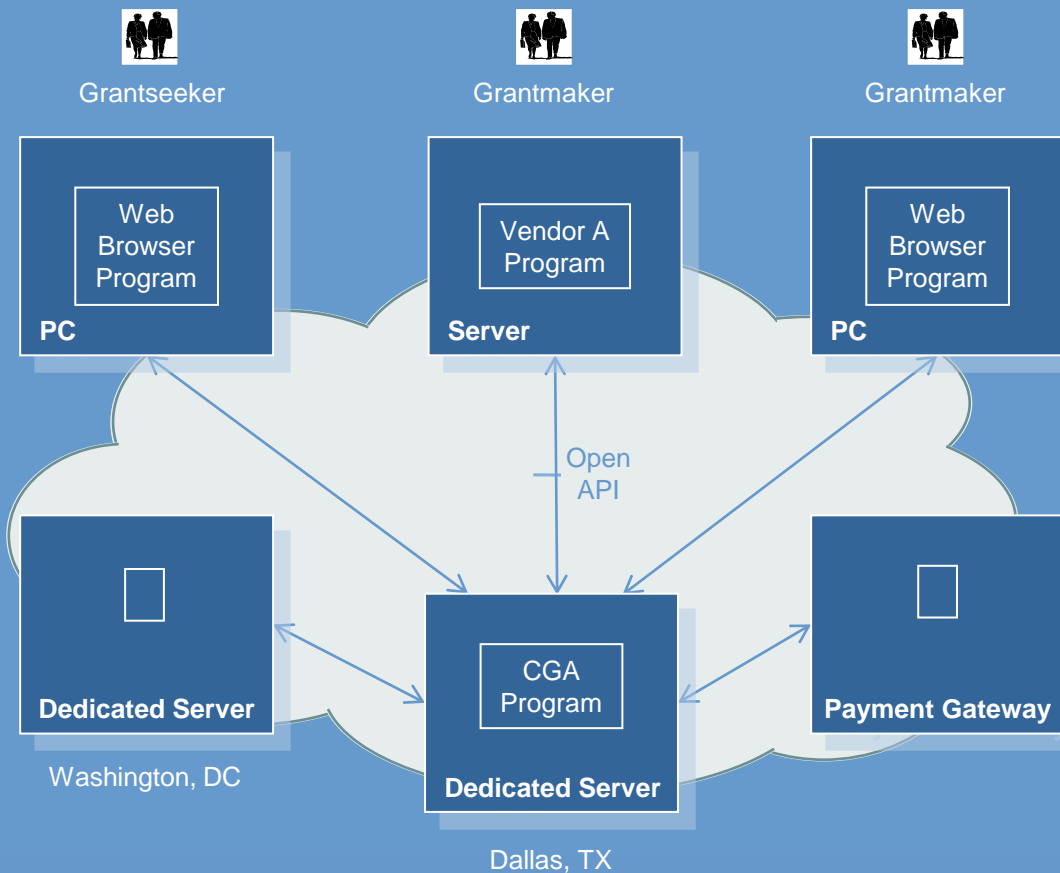 Grantseeker
Grantmaker
Grantmaker
Web
Browser
Program
PC
Vendor A
Program
Server
Web
Browser
Program
PC
Open
API
Dedicated Server
Washington, DC
CGA
Program
Dedicated Server
Dallas, TX
Payment Gateway